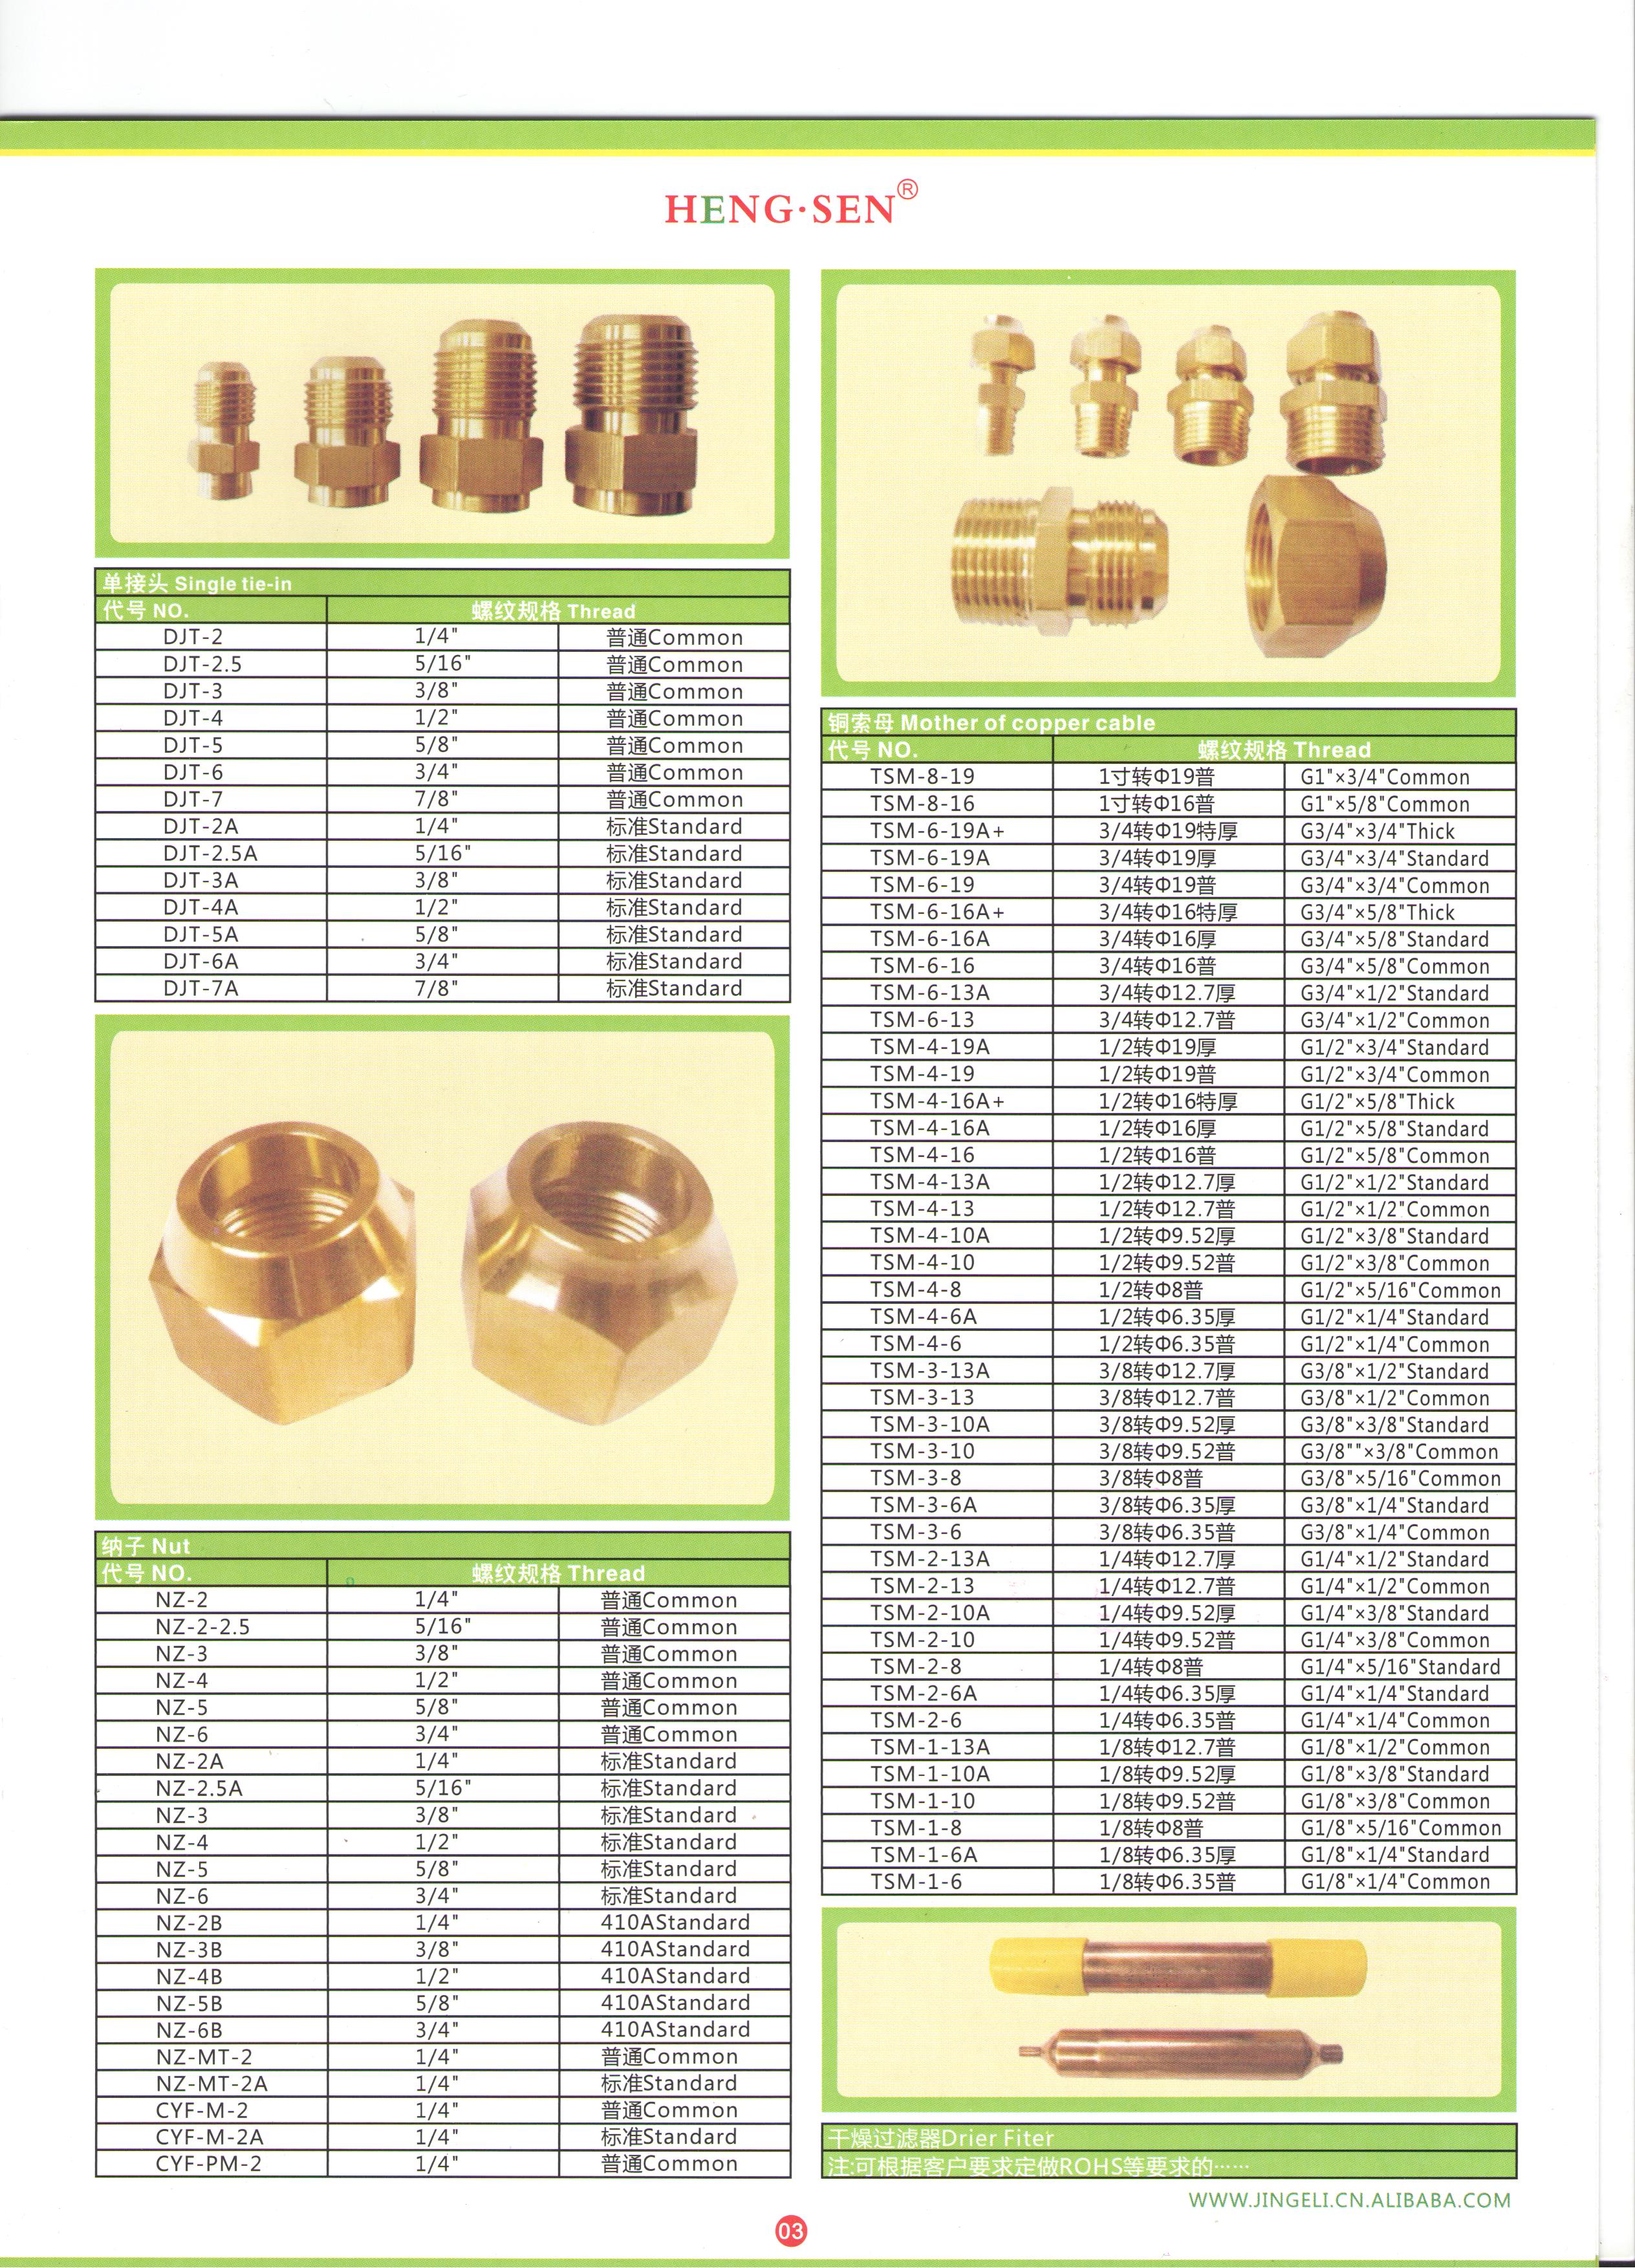 HENG·SEN®
单接头 Single tie-in
代号 NO. 螺纹规格 Thread
DJT-2 1/4" 普通Common
DJT-2.5 5/16" 普通Common
DJT-3 3/8" 普通Common
DJT-4 1/2" 普通Common
DJT-5 5/8" 普通Common
DJT-6 3/4" 普通Common
DJT-7 7/8" 普通Common
DJT-2A 1/4" 标准Standard
DJT-2.5A 5/16" 标准Standard
DJT-3A 3/8" 标准Standard
DJT-4A 1/2" 标准Standard
DJT-5A 5/8" 标准Standard
DJT-6A 3/4" 标准Standard
DJT-7A 7/8" 标准Standard
纳子 Nut
代号 NO. 螺纹规格 Thread
NZ-2 1/4" 普通Common
NZ-2-2.5 5/16" 普通Common
NZ-3 3/8" 普通Common
NZ-4 1/2" 普通Common
NZ-5 5/8" 普通Common
NZ-6 3/4" 普通Common
NZ-2A 1/4" 标准Standard
NZ-2.5A 5/16" 标准Standard
NZ-3 3/8" 标准Standard
NZ-4 1/2" 标准Standard
NZ-5 5/8" 标准Standard
NZ-6 3/4" 标准Standard
NZ-2B 1/4" 410AStandard
NZ-3B 3/8" 410AStandard
NZ-4B 1/2" 410AStandard
NZ-5B 5/8" 410AStandard
NZ-6B 3/4" 410AStandard
NZ-MT-2 1/4" 普通Common
NZ-MT-2A 1/4" 标准Standard
CYF-M-2 1/4" 普通Common
CYF-M-2A 1/4" 标准Standard
CYF-PM-2 1/4" 普通Common
铜索母 Mother of copper cable
代号 NO. 螺纹规格 Thread
TSM-8-19 1寸转Φ19普 G1"×3/4"Common
TSM-8-16 1寸转Φ16普 G1"×5/8"Common
TSM-6-19A+ 3/4转Φ19特厚 G3/4"×3/4"Thick
TSM-6-19A 3/4转Φ19厚 G3/4"×3/4"Standard
TSM-6-19 3/4转Φ19普 G3/4"×3/4"Common
TSM-6-16A+ 3/4转Φ16特厚 G3/4"×5/8"Thick
TSM-6-16A 3/4转Φ16厚 G3/4"×5/8"Standard
TSM-6-16 3/4转Φ16普 G3/4"×5/8"Common
TSM-6-13A 3/4转Φ12.7厚 G3/4"×1/2"Standard
TSM-6-13 3/4转Φ12.7普 G3/4"×1/2"Common
TSM-4-19A 1/2转Φ19厚 G1/2"×3/4"Standard
TSM-4-19 1/2转Φ19普 G1/2"×3/4"Common
TSM-4-16A+ 1/2转Φ16特厚 G1/2"×5/8"Thick
TSM-4-16A 1/2转Φ16厚 G1/2"×5/8"Standard
TSM-4-16 1/2转Φ16普 G1/2"×5/8"Common
TSM-4-13A 1/2转Φ12.7厚 G1/2"×1/2"Standard
TSM-4-13 1/2转Φ12.7普 G1/2"×1/2"Common
TSM-4-10A 1/2转Φ9.52厚 G1/2"×3/8"Standard
TSM-4-10 1/2转Φ9.52普 G1/2"×3/8"Common
TSM-4-8 1/2转Φ8普 G1/2"×5/16"Common
TSM-4-6A 1/2转Φ6.35厚 G1/2"×1/4"Standard
TSM-4-6 1/2转Φ6.35普 G1/2"×1/4"Common
TSM-3-13A 3/8转Φ12.7厚 G3/8"×1/2"Standard
TSM-3-13 3/8转Φ12.7普 G3/8"×1/2"Common
TSM-3-10A 3/8转Φ9.52厚 G3/8"×3/8"Standard
TSM-3-10 3/8转Φ9.52普 G3/8""×3/8"Common
TSM-3-8 3/8转Φ8普 G3/8"×5/16"Common
TSM-3-6A 3/8转Φ6.35厚 G3/8"×1/4"Standard
TSM-3-6 3/8转Φ6.35普 G3/8"×1/4"Common
TSM-2-13A 1/4转Φ12.7厚 G1/4"×1/2"Standard
TSM-2-13 1/4转Φ12.7普 G1/4"×1/2"Common
TSM-2-10A 1/4转Φ9.52厚 G1/4"×3/8"Standard
TSM-2-10 1/4转Φ9.52普 G1/4"×3/8"Common
TSM-2-8 1/4转Φ8普 G1/4"×5/16"Standard
TSM-2-6A 1/4转Φ6.35厚 G1/4"×1/4"Standard
TSM-2-6 1/4转Φ6.35普 G1/4"×1/4"Common
TSM-1-13A 1/8转Φ12.7普 G1/8"×1/2"Common
TSM-1-10A 1/8转Φ9.52厚 G1/8"×3/8"Standard
TSM-1-10 1/8转Φ9.52普 G1/8"×3/8"Common
TSM-1-8 1/8转Φ8普 G1/8"×5/16"Common
TSM-1-6A 1/8转Φ6.35厚 G1/8"×1/4"Standard
TSM-1-6 1/8转Φ6.35普 G1/8"×1/4"Common
干燥过滤器Drier Fiter
注:可根据客户要求定做ROHS等要求的······
WWW.JINGELI.CN.ALIBABA.COM
03